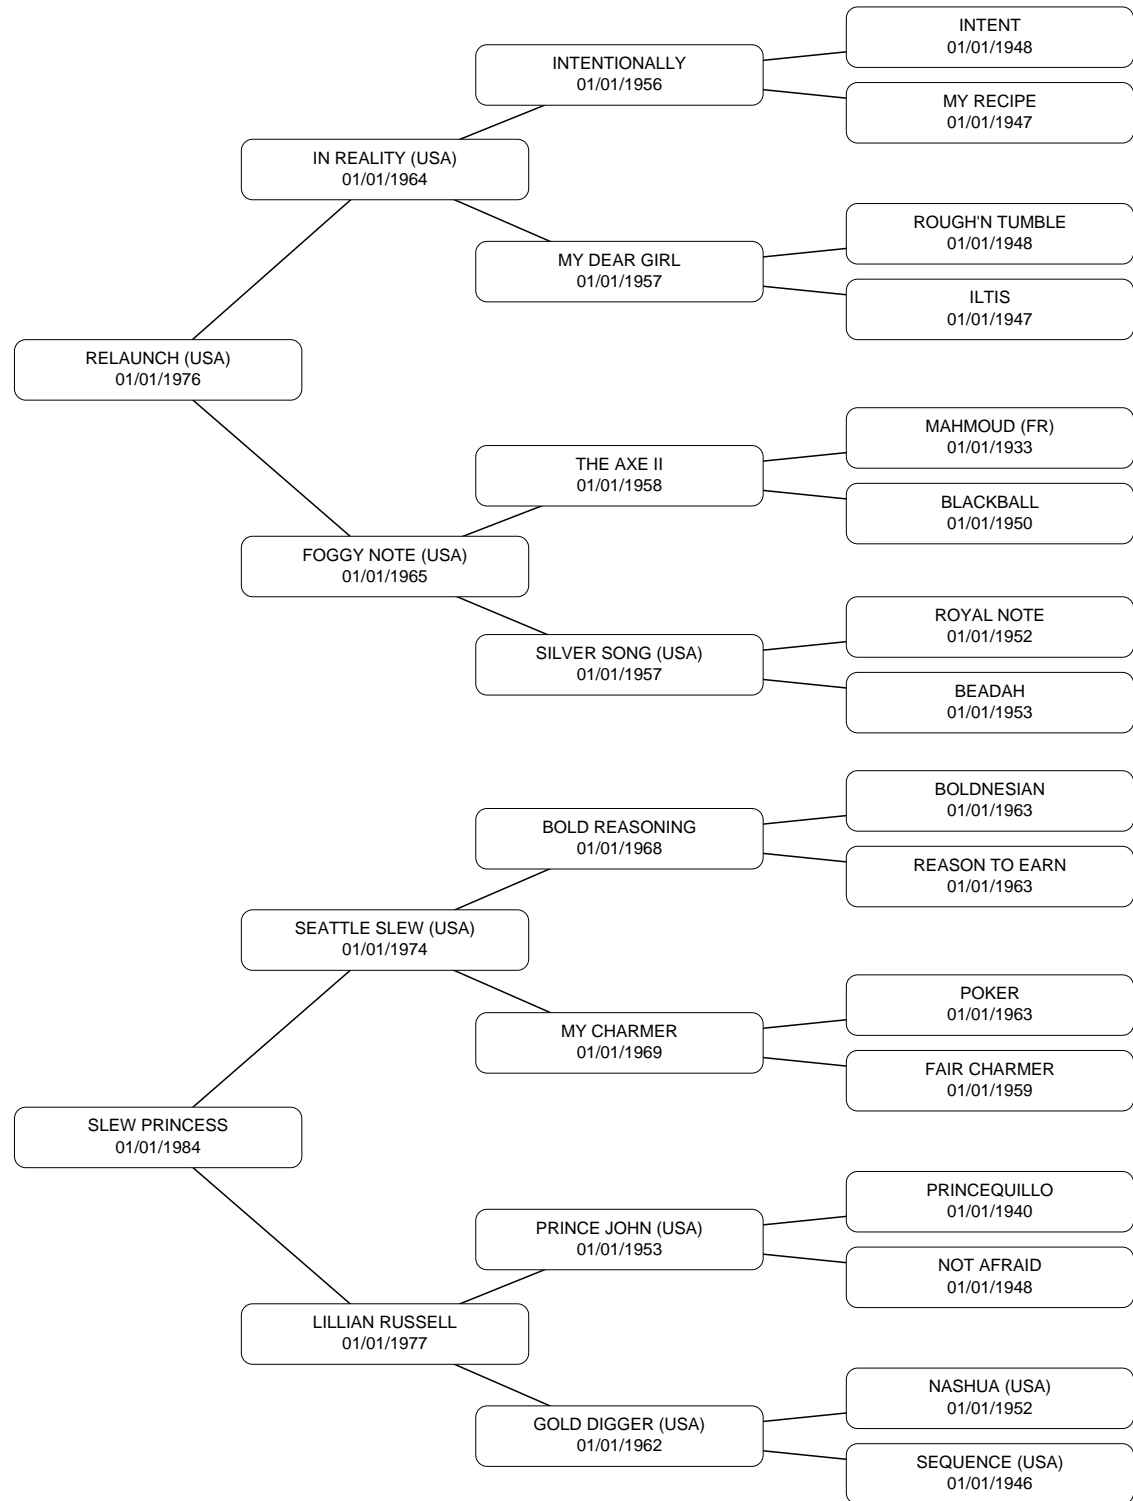 INTENT
01/01/1948
INTENTIONALLY
01/01/1956
MY RECIPE
01/01/1947
IN REALITY (USA)
01/01/1964
ROUGH'N TUMBLE
01/01/1948
MY DEAR GIRL
01/01/1957
ILTIS
01/01/1947
RELAUNCH (USA)
01/01/1976
MAHMOUD (FR)
01/01/1933
THE AXE II
01/01/1958
BLACKBALL
01/01/1950
FOGGY NOTE (USA)
01/01/1965
ROYAL NOTE
01/01/1952
SILVER SONG (USA)
01/01/1957
BEADAH
01/01/1953
BOLDNESIAN
01/01/1963
BOLD REASONING
01/01/1968
REASON TO EARN
01/01/1963
SEATTLE SLEW (USA)
01/01/1974
POKER
01/01/1963
MY CHARMER
01/01/1969
FAIR CHARMER
01/01/1959
SLEW PRINCESS
01/01/1984
PRINCEQUILLO
01/01/1940
PRINCE JOHN (USA)
01/01/1953
NOT AFRAID
01/01/1948
LILLIAN RUSSELL
01/01/1977
NASHUA (USA)
01/01/1952
GOLD DIGGER (USA)
01/01/1962
SEQUENCE (USA)
01/01/1946